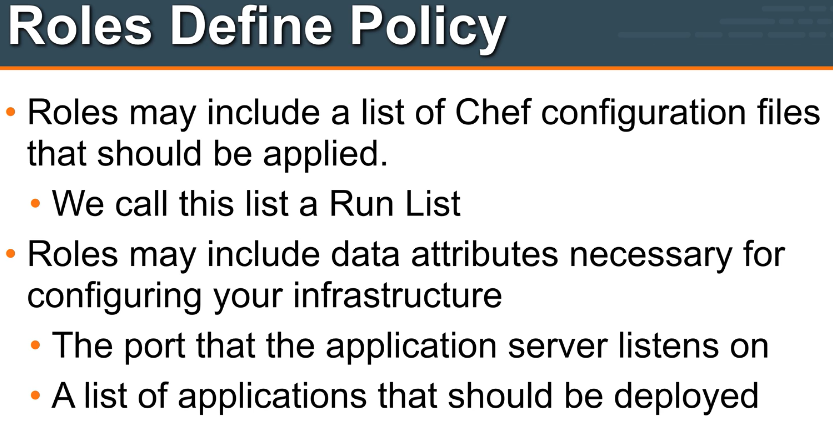 Roles Define Policy
• Roles may include a list of Chef configuration files
that should be applied.
• We call this list a Run List
• Roles may include data attributes necessary for
configuring your infrastructure
• The port that the application server listens on
• A list of applications that should be deployed